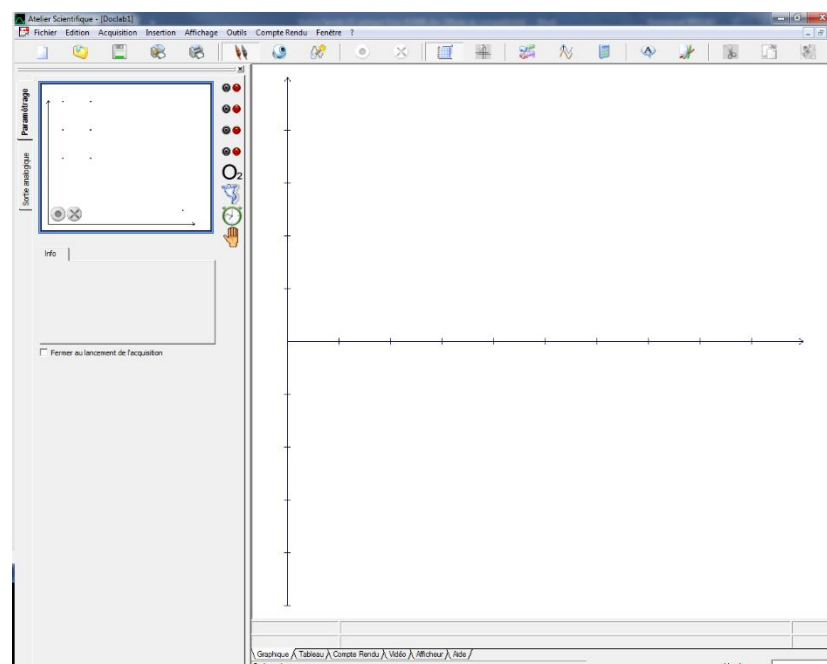 Atelier Scientifique - [Doclab1]
Fichier Edition Acquisition Insertion Affichage Outils Compte Rendu Fenêtre ?
Paramétrage
Sortie analogique
O2
Info
Fermer au lancement de l'acquisition
Graphique Tableau Compte Rendu Vidéo Afficheur Aide